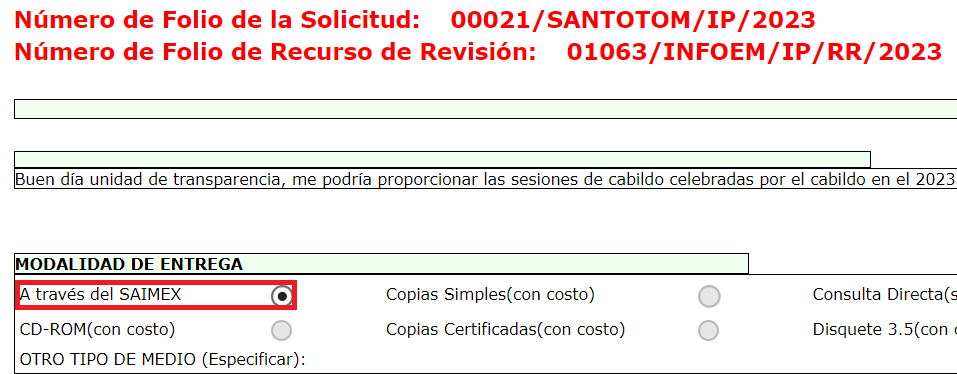 Número de Folio de la Solicitud: 00021/SANTOTOM/IP/2023
Número de Folio de Recurso de Revisión: 01063/INFOEM/IP/RR/2023
Buen día unidad de transparencia, me podría proporcionar las sesiones de cabildo celebradas por el cabildo en el 2023
MODALIDAD DE ENTREGA
A través del SAIMEX Copias Simples(con costo) Consulta Directa(s
CD-ROM(con costo) Copias Certificadas(con costo) Disquete 3.5(con
OTRO TIPO DE MEDIO (Especificar):